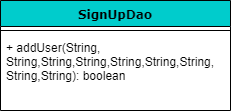 SignUpDao
+ addUser(String,
String,String,String,String,String,
String,String): boolean